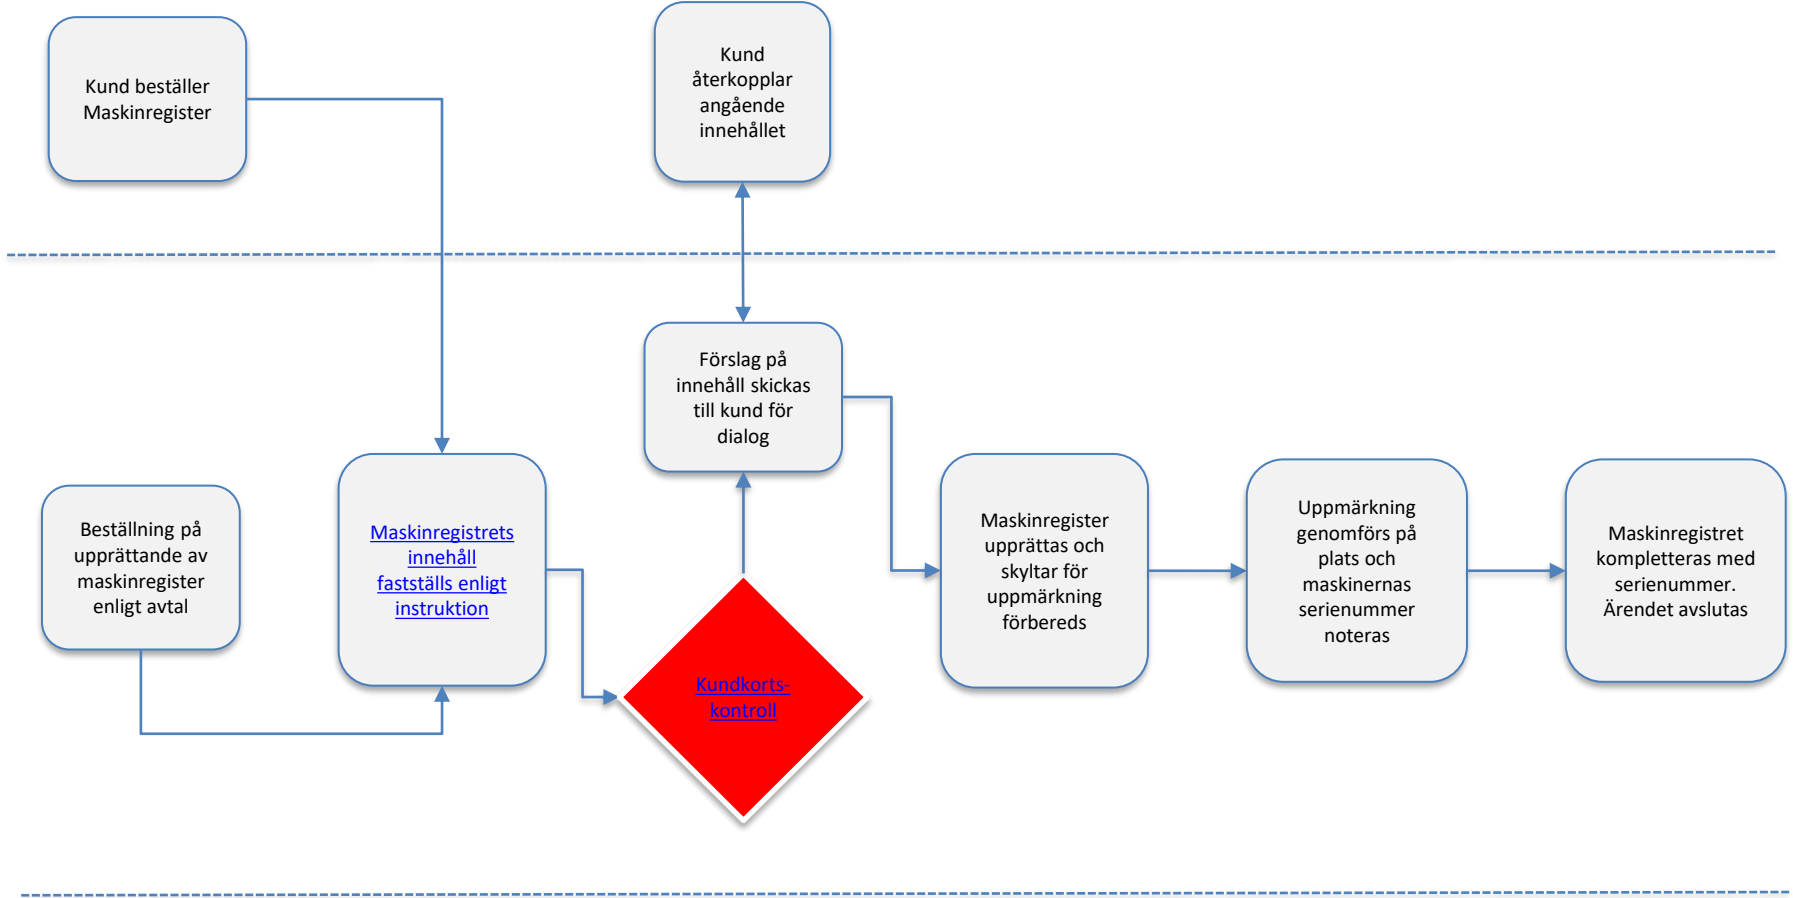 Kund beställer
Maskinregister
Kund
återkopplar
angående
innehållet
Förslag på
innehåll skickas
till kund för
dialog
Beställning på
upprättande av
maskinregister
enligt avtal
Maskinregistrets
innehåll
fastställs enligt
instruktion
Kundkorts-
kontroll
Maskinregister
upprättas och
skyltar för
uppmärkning
förbereds
Uppmärkning
genomförs på
plats och
maskinernas
serienummer
noteras
Maskinregistret
kompletteras med
serienummer.
Ärendet avslutas